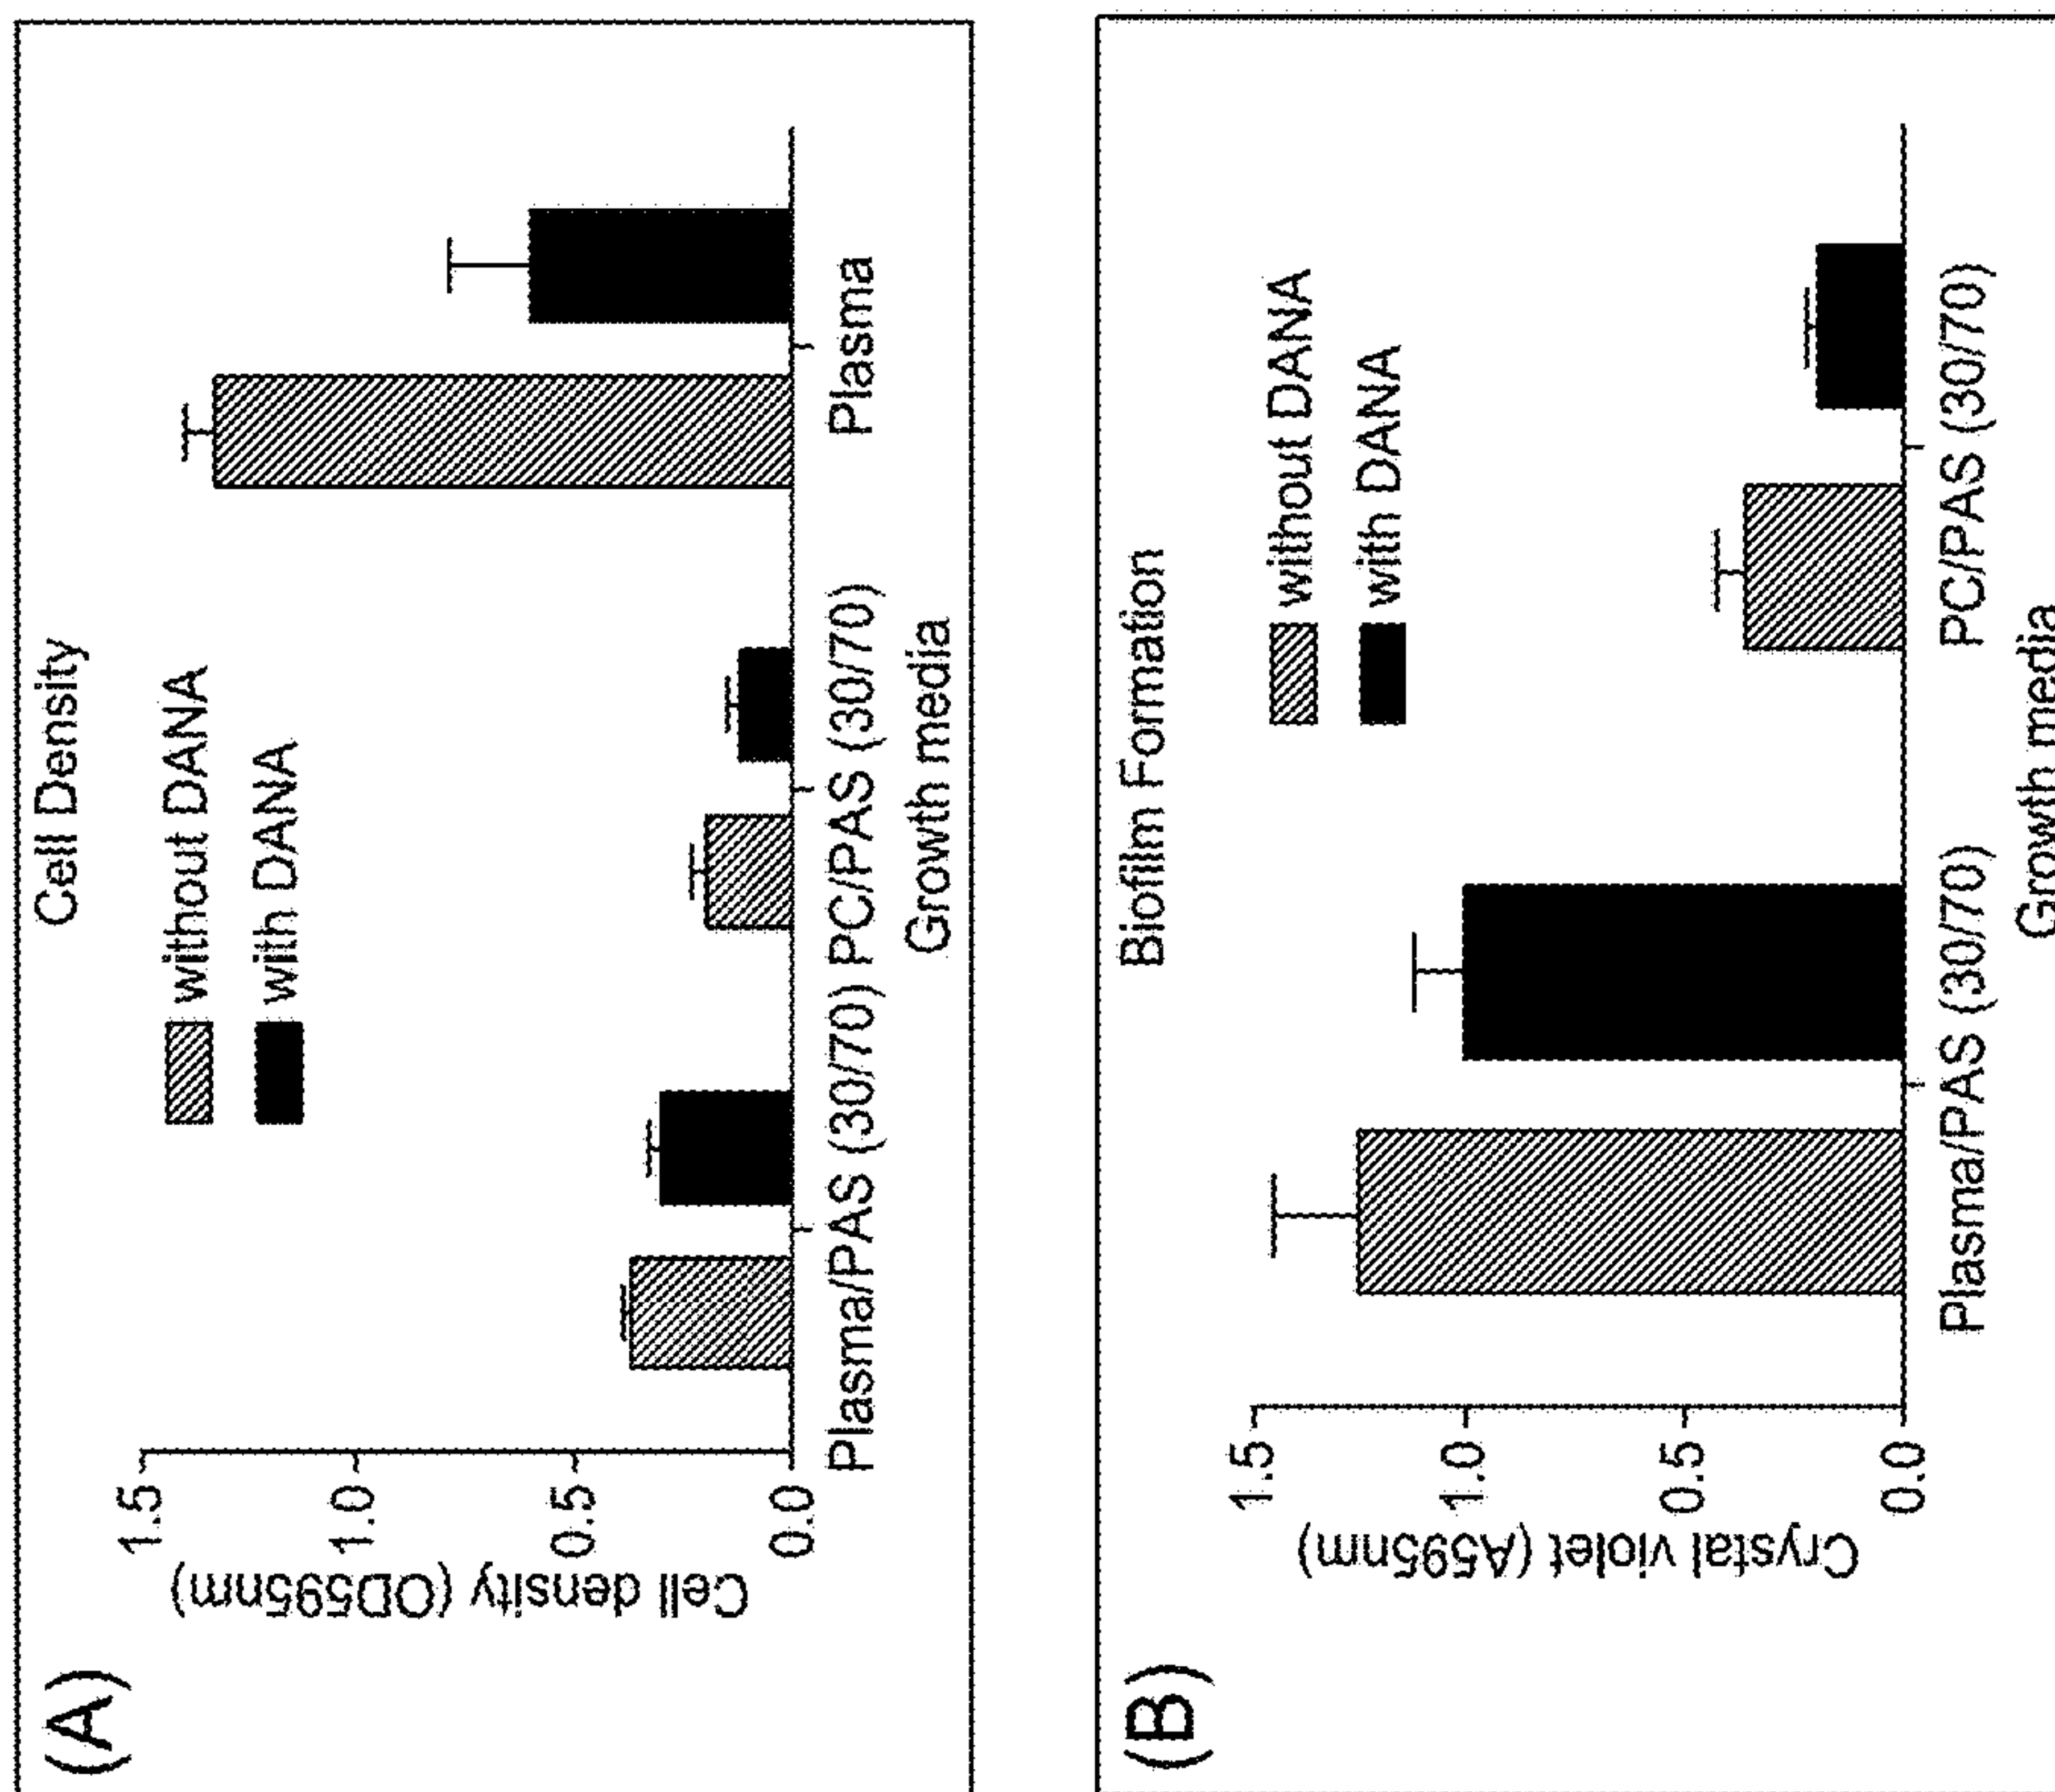 (A)
Cell Density
without DANA
with DANA
Cell density (OD595nm)
1.5
1.0
0.5
0.0
Plasma/PAS (30/70) PC/PAS (30/70) Plasma
Growth media
(B)
Biofilm Formation
without DANA
with DANA
Crystal violet (A595nm)
1.5
1.0
0.5
0.0
Plasma/PAS (30/70) PC/PAS (30/70)
Growth media